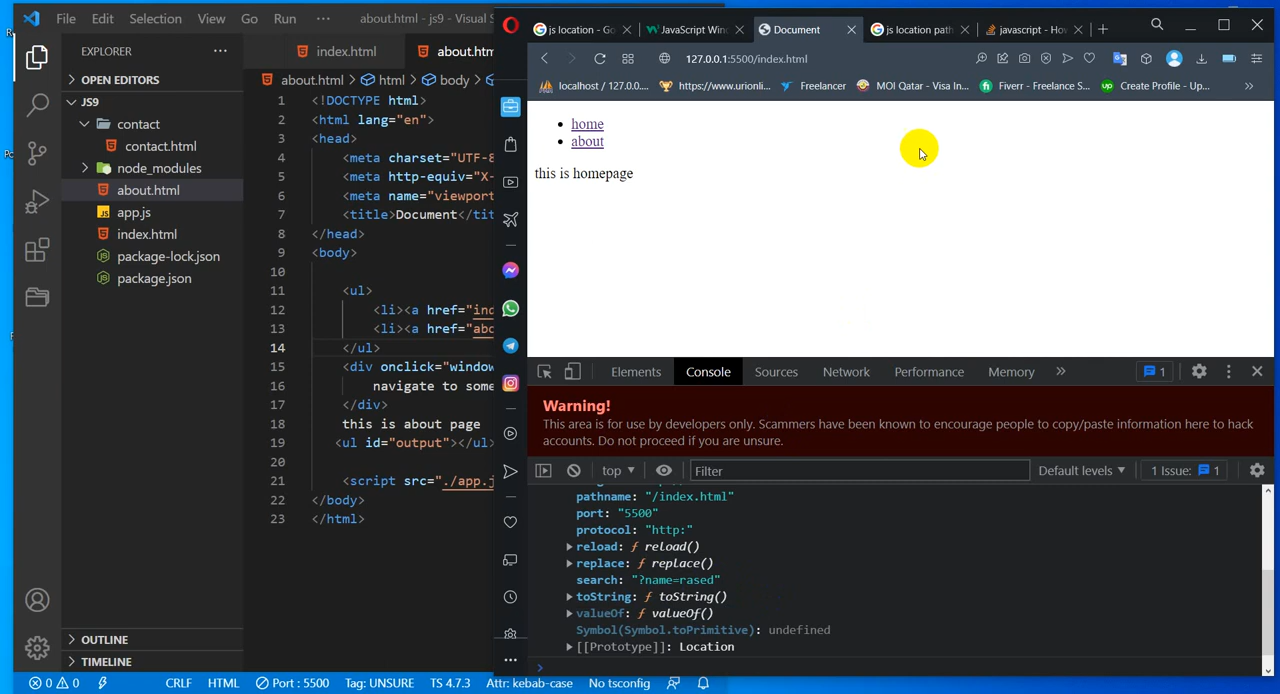 File Edit Selection View Go Run ··· about.html - js9 - Visual S
EXPLORER ···
OPEN EDITORS
JS9
contact
contact.html
node_modules
about.html
JS app.js
index.html
package-lock.json
package.json
OUTLINE
TIMELINE
index.html about.htm
about.html > html > body >
1 <!DOCTYPE html>
2 <html lang="en">
3 <head>
4 <meta charset="UTF-8
5 <meta http-equiv="X-
6 <meta name="viewport
7 <title>Document</tit
8 </head>
9 <body>
10
11 <ul>
12 <li><a href="ind
13 <li><a href="abo
14 </ul>
15 <div onclick="window
16 navigate to some
17 </div>
18 this is about page
19 <ul id="output"></ul>
20
21 <script src="./app.j
22 </body>
23 </html>
0 0 CRLF HTML Port : 5500 Tag: UNSURE TS 4.7.3 Attr: kebab-case No tsconfig
js location - Go JavaScript Win Document js location path javascript - Ho
127.0.0.1:5500/index.html
localhost / 127.0.0.... https://www.urionli... Freelancer MOI Qatar - Visa In... Fiverr - Freelance S... up Create Profile - Up... »
home
about
this is homepage
Elements Console Sources Network Performance Memory » 1
Warning!
This area is for use by developers only. Scammers have been known to encourage people to copy/paste information here to hack
accounts. Do not proceed if you are unsure.
top ▼ Filter Default levels ▼ 1 Issue: 1
pathname: "/index.html"
port: "5500"
protocol: "http:"
reload: ƒ reload()
replace: ƒ replace()
search: "?name=rased"
toString: ƒ toString()
valueOf: ƒ valueOf()
Symbol(Symbol.toPrimitive): undefined
[[Prototype]]: Location